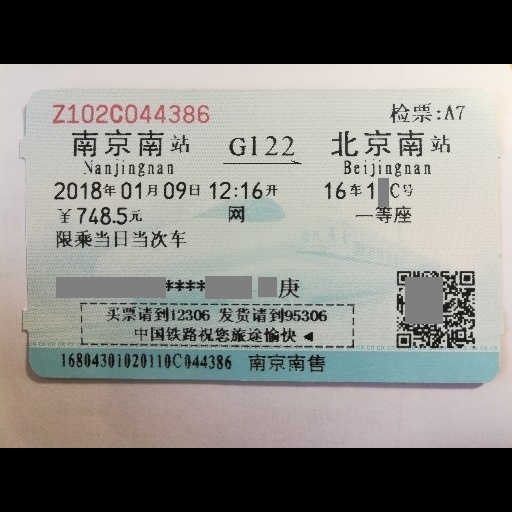 Z102C044386 检票:A7
南京南站 G122 北京南站
Nanjingnan Beijingnan
2018年01月09日 12:16开 16车1 C号
￥748.5元 网 一等座
限乘当日当次车
**** 庚
买票请到12306 发货请到95306
中国铁路祝您旅途愉快
16804301020110C044386 南京南售